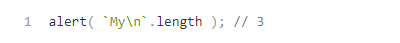 1 alert( `My\n`.length ); // 3